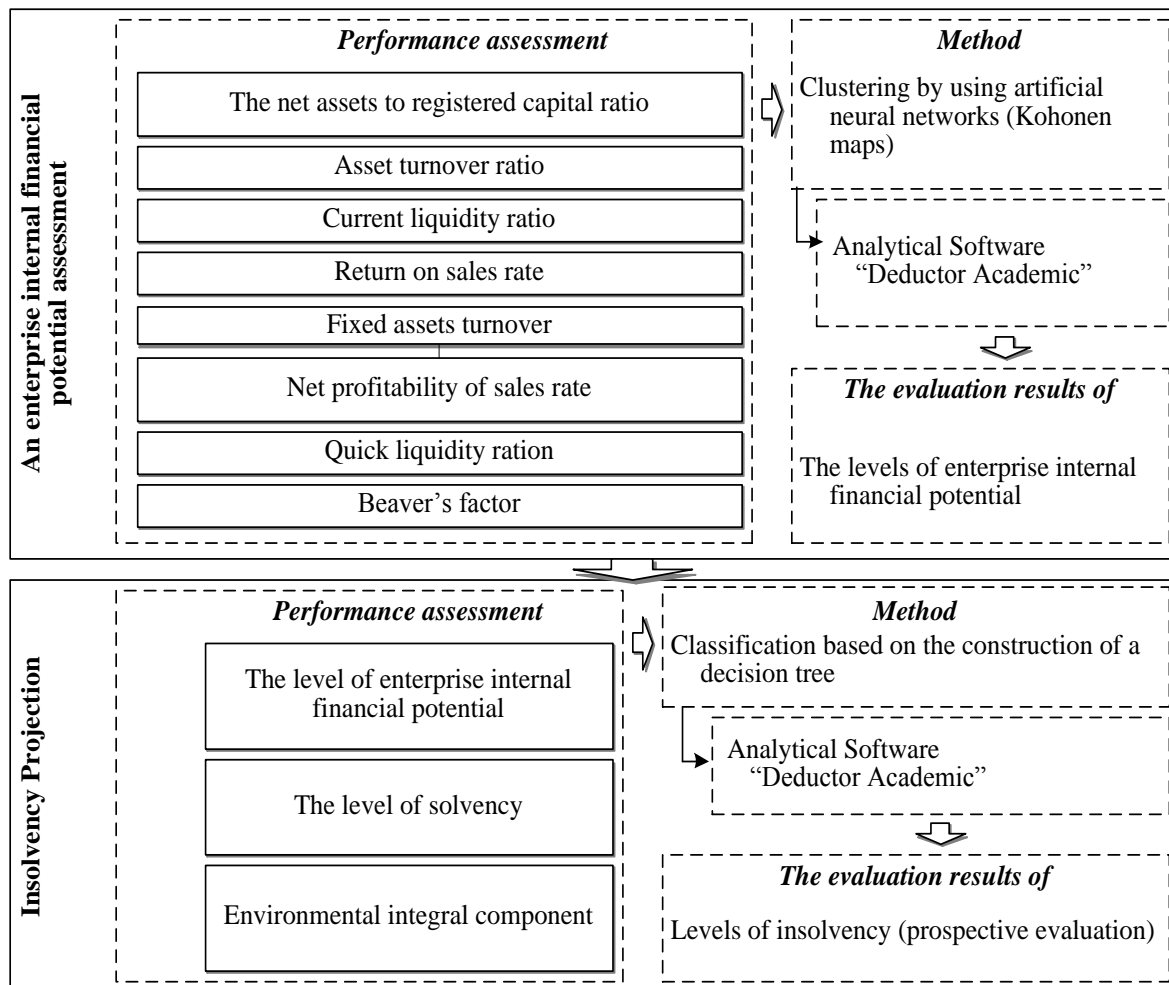 An enterprise internal financial
potential assessment
Performance assessment
The net assets to registered capital ratio
Asset turnover ratio
Current liquidity ratio
Return on sales rate
Fixed assets turnover
Net profitability of sales rate
Quick liquidity ration
Beaver’s factor
Method
Clustering by using artificial
neural networks (Kohonen
maps)
Analytical Software
“Deductor Academic”
The evaluation results of
The levels of enterprise internal
financial potential
Insolvency Projection
Performance assessment
The level of enterprise internal
financial potential
The level of solvency
Environmental integral component
Method
Classification based on the construction of a
decision tree
Analytical Software
“Deductor Academic”
The evaluation results of
Levels of insolvency (prospective evaluation)